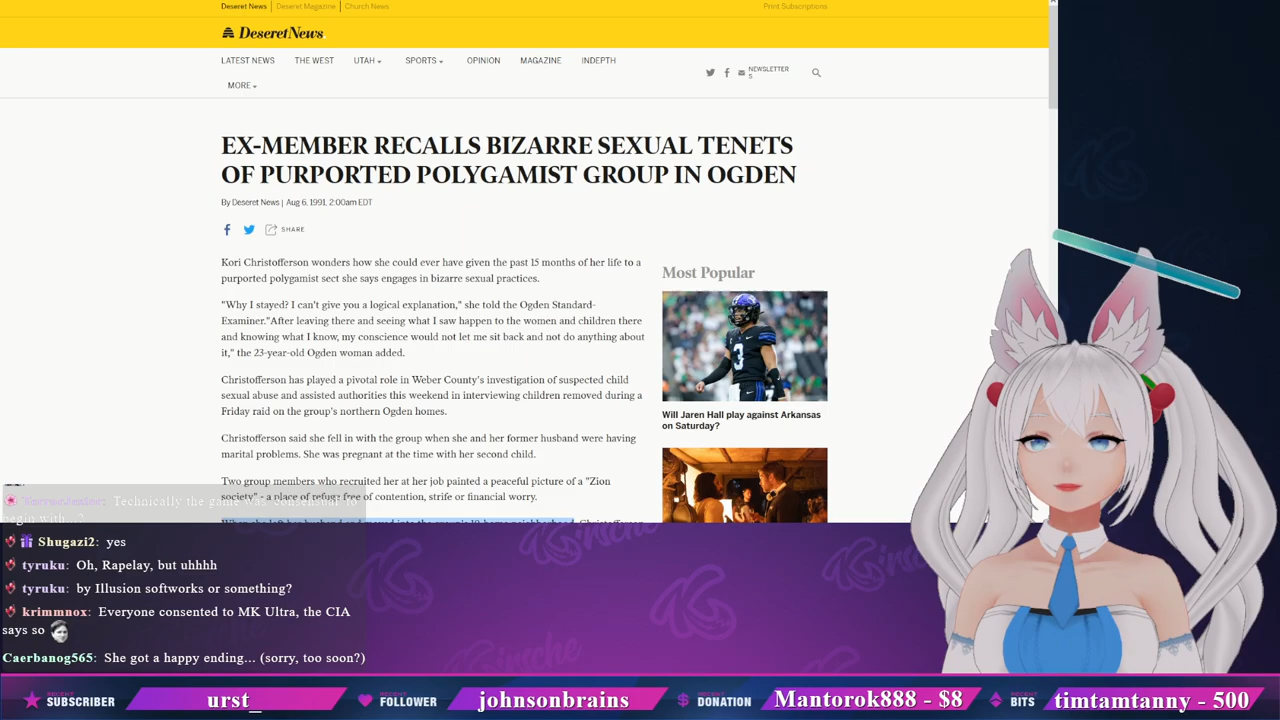 Deseret News | Deseret Magazine | Church News
Print Subscriptions
Deseret News
LATEST NEWS THE WEST UTAH SPORTS OPINION MAGAZINE INDEPTH
NEWSLETTER
S
MORE
EX-MEMBER RECALLS BIZARRE SEXUAL TENETS
OF PURPORTED POLYGAMIST GROUP IN OGDEN
By Deseret News | Aug 6, 1991, 2:00am EDT
SHARE
Kori Christofferson wonders how she could ever have given the past 15 months of her life to a
purported polygamist sect she says engages in bizarre sexual practices.
"Why I stayed? I can't give you a logical explanation," she told the Ogden Standard-
Examiner."After leaving there and seeing what I saw happen to the women and children there
and knowing what I know, my conscience would not let me sit back and not do anything about
it," the 23-year-old Ogden woman added.
Christofferson has played a pivotal role in Weber County's investigation of suspected child
sexual abuse and assisted authorities this weekend in interviewing children removed during a
Friday raid on the group's northern Ogden homes.
Christofferson said she fell in with the group when she and her former husband were having
marital problems. She was pregnant at the time with her second child.
Two group members who recruited her at her job painted a peaceful picture of a "Zion
society" - a place of refuge free of contention, strife or financial worry.
Most Popular
3
Will Jaren Hall play against Arkansas
on Saturday?
Technically the game was consensual to
begin with...?
Shugazi2: yes
tyruku: Oh, Rapelay, but uhhhh
tyruku: by Illusion softworks or something?
krimmnox: Everyone consented to MK Ultra, the CIA
says so
Caerbanog565: She got a happy ending... (sorry, too soon?)
RECENT SUBSCRIBER urst_
RECENT FOLLOWER johnsonbrains
RECENT DONATION Mantorok888 - $8
RECENT BITS timtamtanny - 500